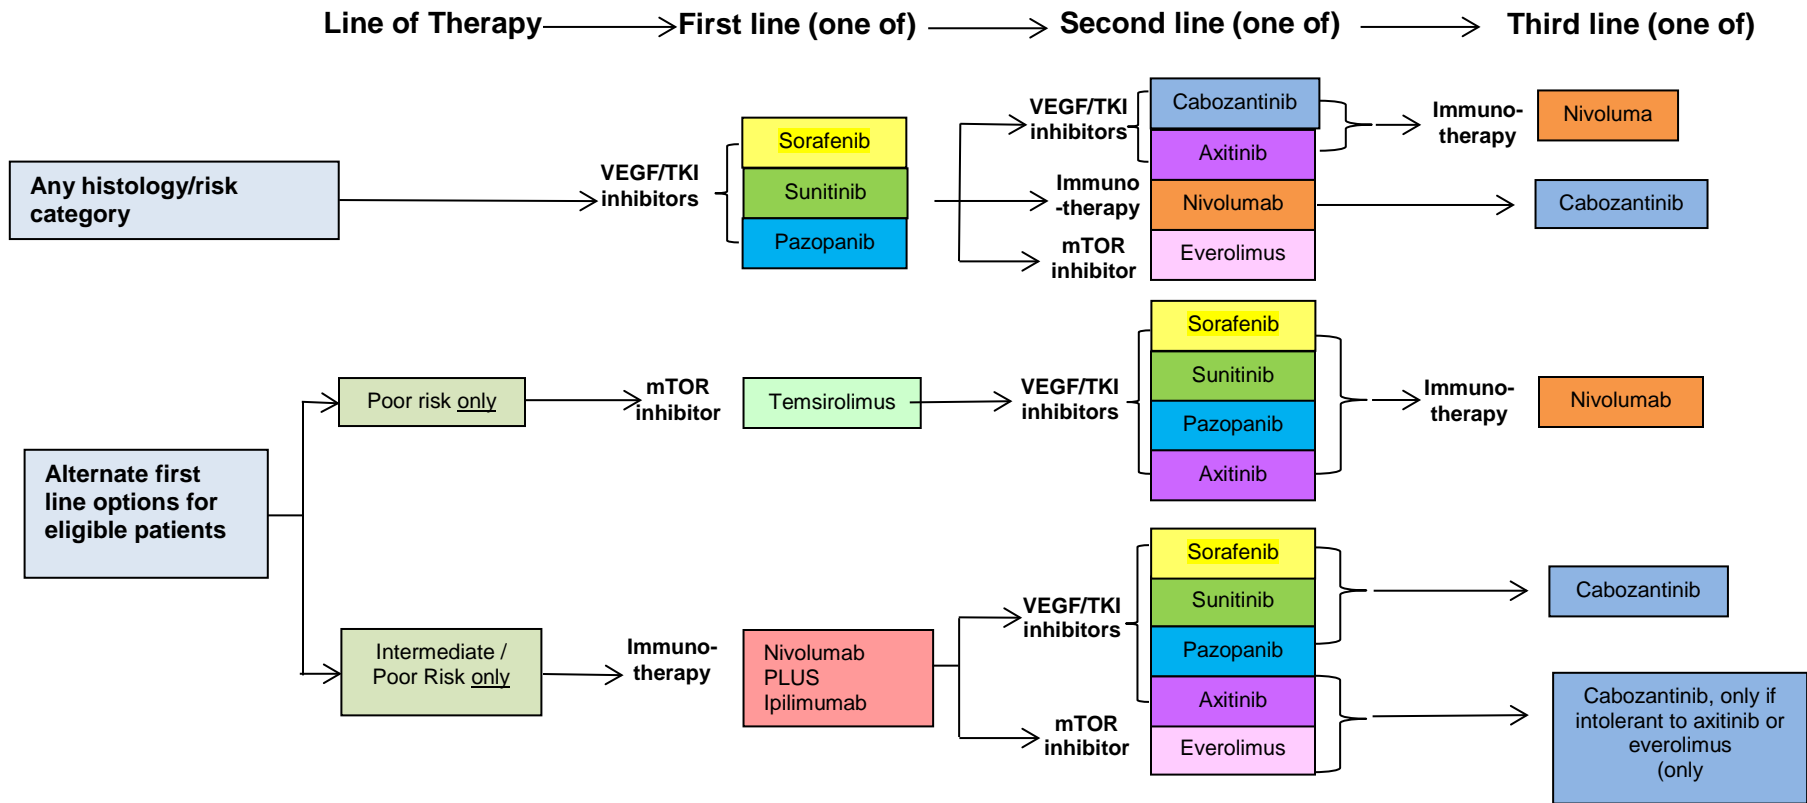 Line of Therapy
First line (one of)
Second line (one of)
Third line (one of)
Any histology/risk
category
VEGF/TKI
inhibitors
Sorafenib
Sunitinib
Pazopanib
VEGF/TKI
inhibitors
Immuno
-therapy
mTOR
inhibitor
Cabozantinib
Axitinib
Nivolumab
Everolimus
Immuno-
therapy
Nivoluma
Cabozantinib
Alternate first
line options for
eligible patients
Poor risk only
mTOR
inhibitor
Temsirolimus
VEGF/TKI
inhibitors
Sorafenib
Sunitinib
Pazopanib
Axitinib
Immuno-
therapy
Nivolumab
Intermediate /
Poor Risk only
Immuno-
therapy
Nivolumab
PLUS
Ipilimumab
VEGF/TKI
inhibitors
mTOR
inhibitor
Sorafenib
Sunitinib
Pazopanib
Axitinib
Everolimus
Cabozantinib
Cabozantinib, only if
intolerant to axitinib or
everolimus
(only